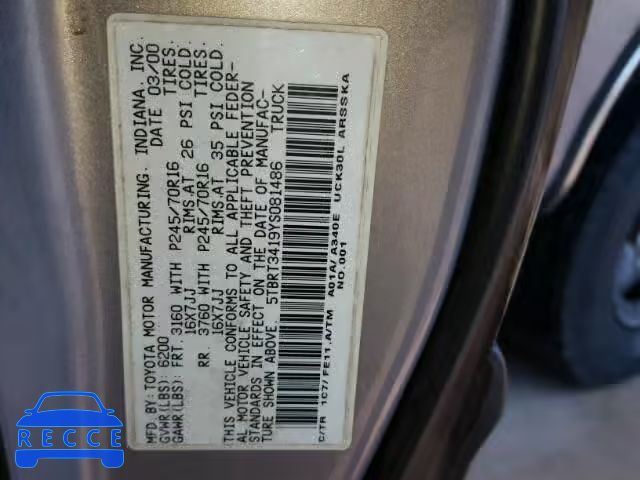 MFD. BY: TOYOTA MOTOR MANUFACTURING, INDIANA, INC.
GVWR(LBS): 6200 DATE 03/00
GAWR(LBS): FRT. 3160 WITH P245/70R16 TIRES.
16X7JJ RIMS.AT 26 PSI COLD.
RR. 3760 WITH P245/70R16 TIRES.
16X7JJ RIMS.AT 35 PSI COLD.
THIS VEHICLE CONFORMS TO ALL APPLICABLE FEDER-
AL MOTOR VEHICLE SAFETY AND THEFT PREVENTION
STANDARDS IN EFFECT ON THE DATE OF MANUFAC-
TURE SHOWN ABOVE. 5TBRT3419YS081486 TRUCK
C/TR 1C7/ FE11.A/TM A01A/A340E UCK30L ARSSKA
NO.001
RECCE